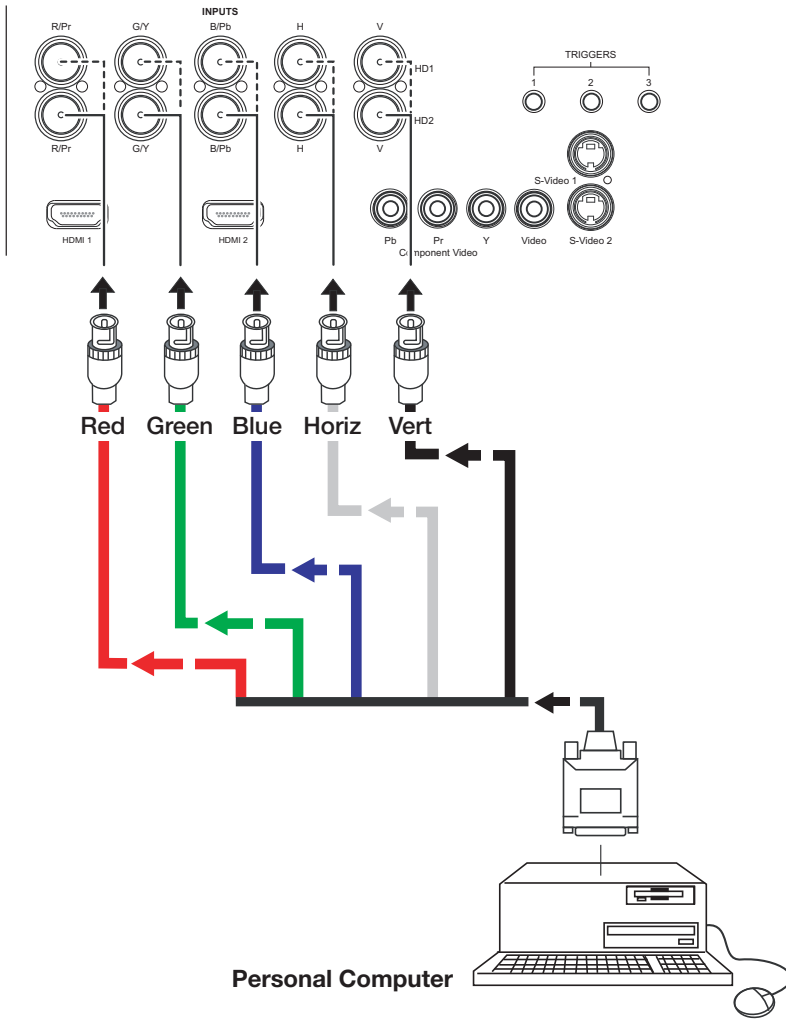 INPUTS
R/Pr G/Y B/Pb H V
HD1
HD2
R/Pr G/Y B/Pb H V
TRIGGERS
1 2 3
S-Video 1
HDMI 1 HDMI 2
Pb Pr Y Video S-Video 2
Component Video
Red Green Blue Horiz Vert
Personal Computer